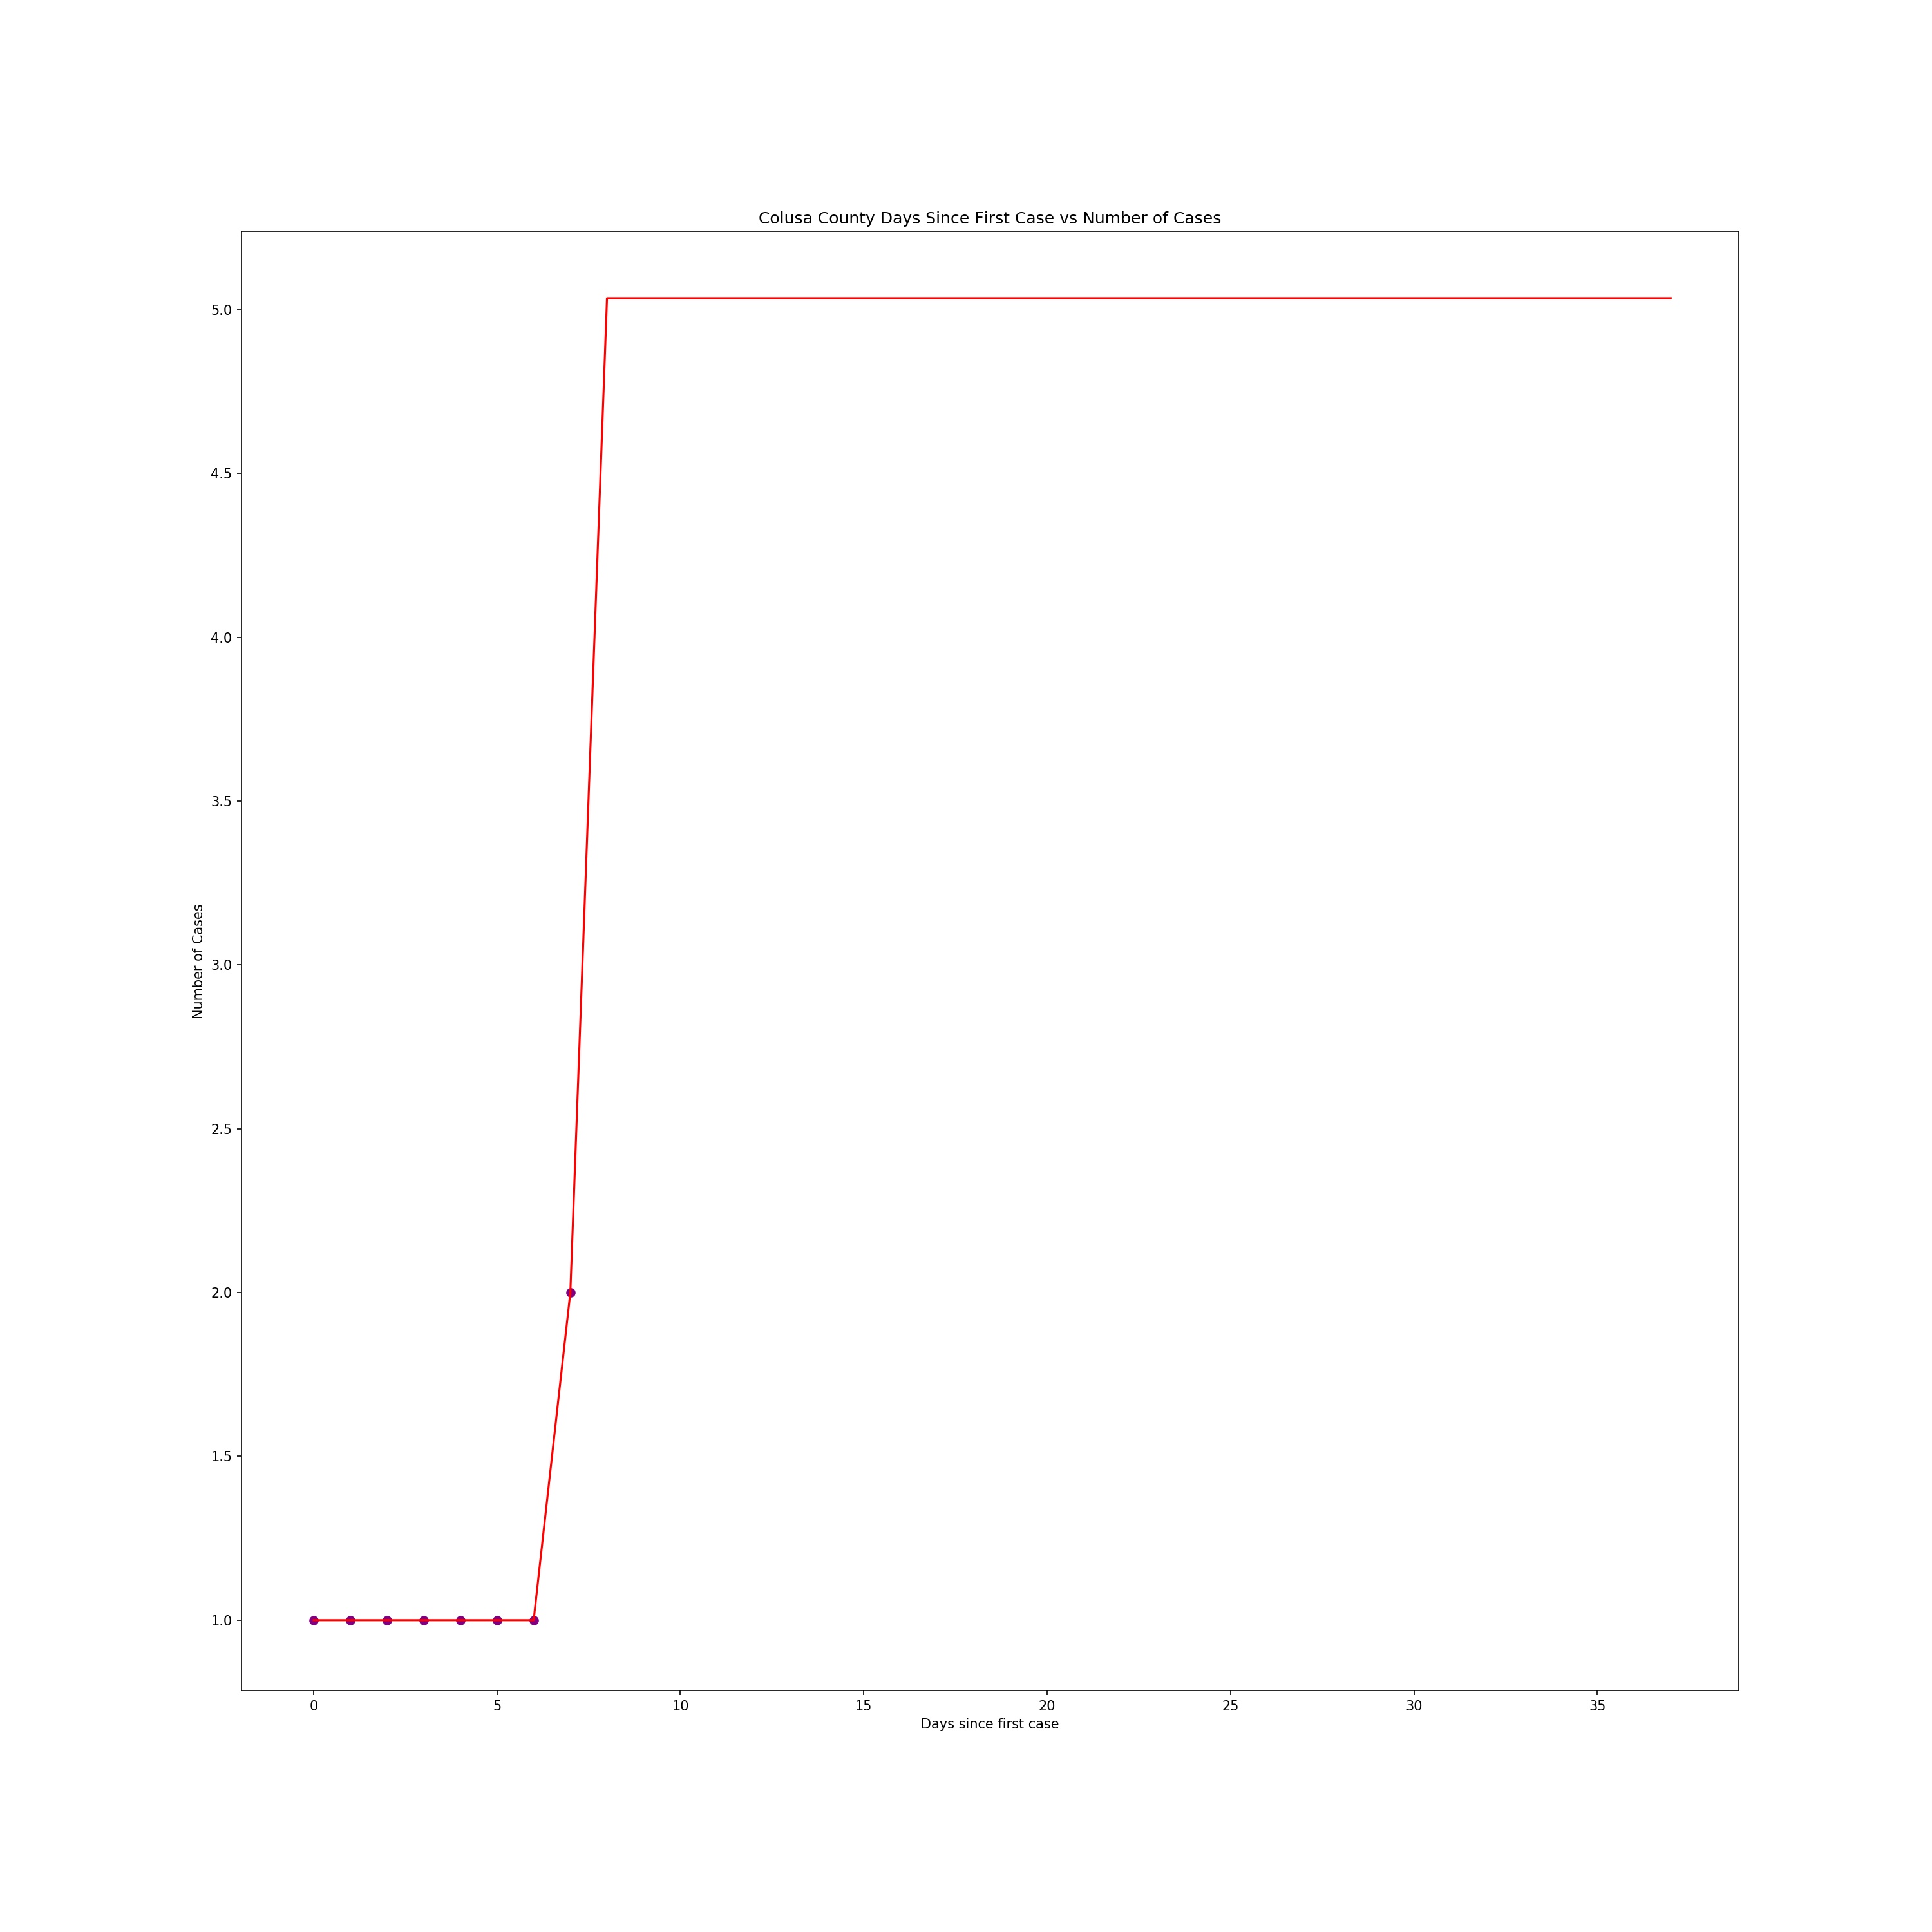 Colusa County Days Since First Case vs Number of Cases
5.0
4.5
4.0
3.5
3.0
2.5
2.0
1.5
1.0
Number of Cases
0 5 10 15 20 25 30 35
Days since first case